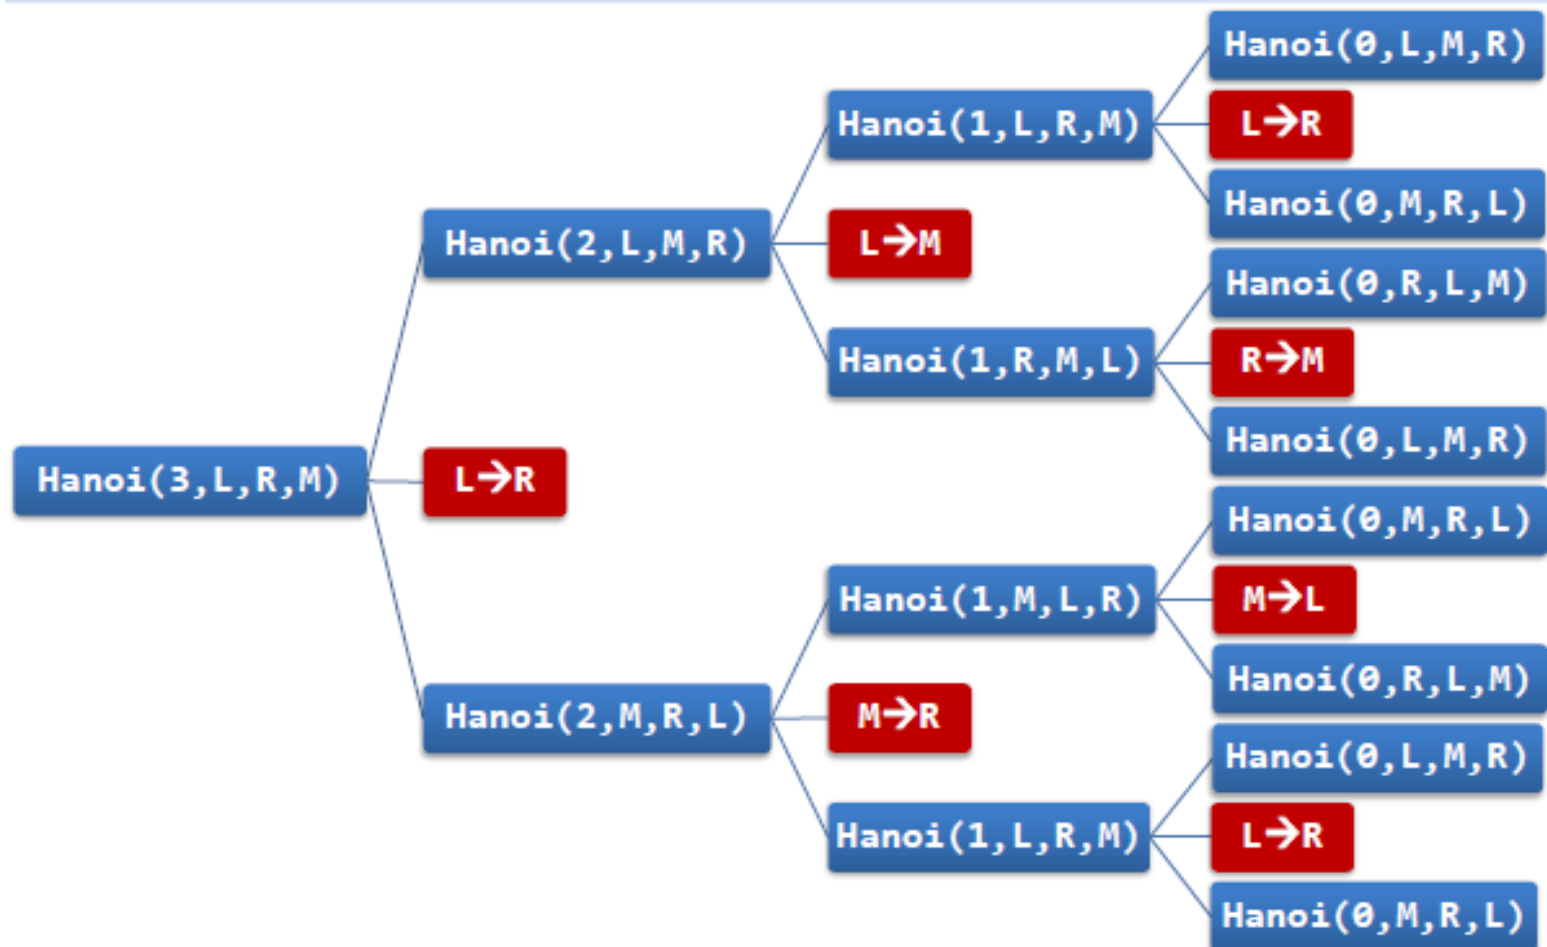 Hanoi(0,L,M,R)
Hanoi(1,L,R,M)
L→R
Hanoi(0,M,R,L)
Hanoi(2,L,M,R)
L→M
Hanoi(0,R,L,M)
Hanoi(1,R,M,L)
R→M
Hanoi(0,L,M,R)
Hanoi(3,L,R,M)
L→R
Hanoi(0,M,R,L)
Hanoi(1,M,L,R)
M→L
Hanoi(0,R,L,M)
Hanoi(2,M,R,L)
M→R
Hanoi(0,L,M,R)
Hanoi(1,L,R,M)
L→R
Hanoi(0,M,R,L)